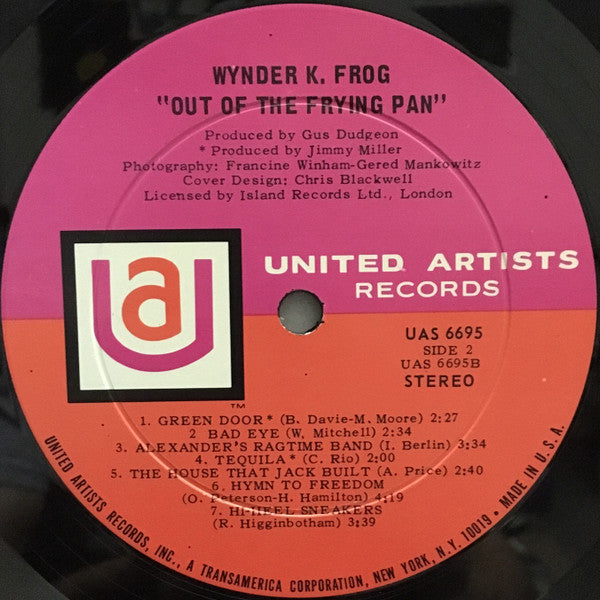 WYNDER K. FROG
"OUT OF THE FRYING PAN"
Produced by Gus Dudgeon
* Produced by Jimmy Miller
Photography: Francine Winham-Gered Mankowitz
Cover Design: Chris Blackwell
Licensed by Island Records Ltd., London
ua
UNITED ARTISTS
RECORDS
UAS 6695
SIDE 2
UAS 6695B
STEREO
TM
1. GREEN DOOR* (B. Davie-M. Moore) 2:27
2 BAD EYE (W. Mitchell) 2:34
3. ALEXANDER'S RAGTIME BAND (I. Berlin) 3:34
4. TEQUILA* (C. Rio) 2:00
5. THE HOUSE THAT JACK BUILT (A. Price) 2:40
6. HYMN TO FREEDOM
(O. Peterson-H. Hamilton) 4:19
7. HI-HEEL SNEAKERS
(R. Higginbotham) 3:39
UNITED ARTISTS RECORDS, INC., A TRANSAMERICA CORPORATION, NEW YORK, N.Y. 10019 • MADE IN U.S.A.